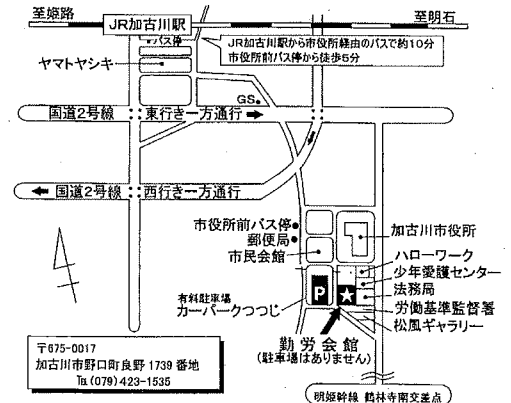 至姫路
至明石
JR加古川駅
バス停
JR加古川駅から市役所経由のバスで約10分
市役所前バス停から徒歩5分
ヤマトヤシキ
GS
国道2号線 東行き一方通行
国道2号線 西行き一方通行
市役所前バス停
郵便局
市民会館
加古川市役所
ハローワーク
少年愛護センター
法務局
労働基準監督署
松風ギャラリー
有料駐車場
カーパークつつじ
P
勤労会館
(駐車場はありません)
〒675-0017
加古川市野口町良野 1739 番地
Tel (079) 423-1535
明姫幹線 鶴林寺南交差点